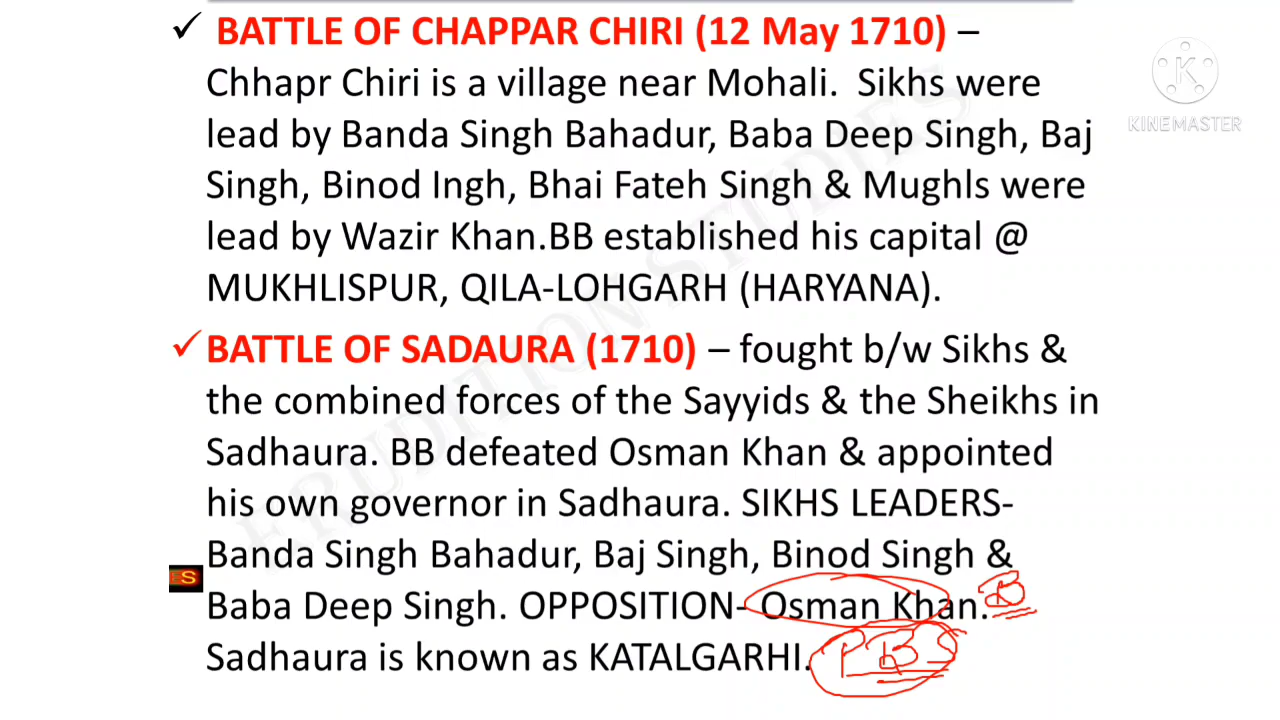 ✓ BATTLE OF CHAPPAR CHIRI (12 May 1710) –
Chhapr Chiri is a village near Mohali. Sikhs were
lead by Banda Singh Bahadur, Baba Deep Singh, Baj
Singh, Binod Ingh, Bhai Fateh Singh & Mughls were
lead by Wazir Khan.BB established his capital @
MUKHLISPUR, QILA-LOHGARH (HARYANA).
✓ BATTLE OF SADAURA (1710) – fought b/w Sikhs &
the combined forces of the Sayyids & the Sheikhs in
Sadhaura. BB defeated Osman Khan & appointed
his own governor in Sadhaura. SIKHS LEADERS-
Banda Singh Bahadur, Baj Singh, Binod Singh &
Baba Deep Singh. OPPOSITION- Osman Khan. B
Sadhaura is known as KATALGARHI. PBS
ERUDITION STUDIES
K
KINEMASTER
ES